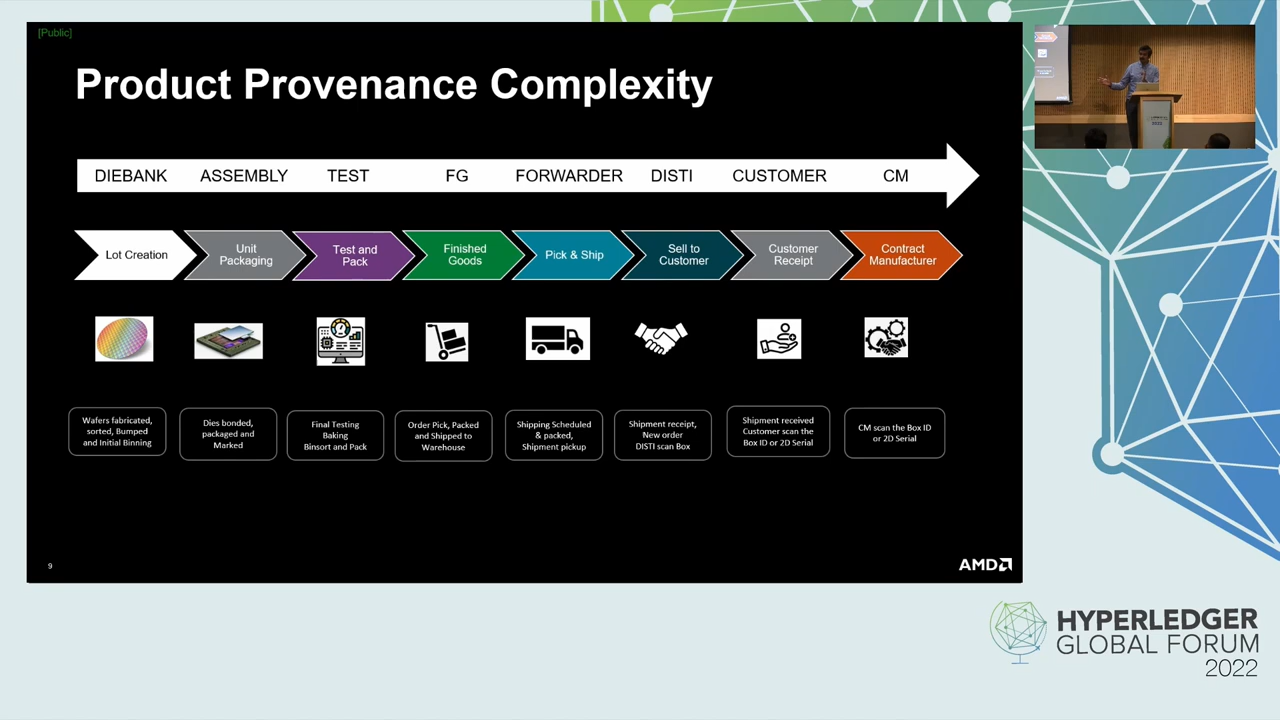 [Public]
Product Provenance Complexity
DIEBANK ASSEMBLY TEST FG FORWARDER DISTI CUSTOMER CM
Lot Creation
Unit
Packaging
Test and
Pack
Finished
Goods
Pick & Ship
Sell to
Customer
Customer
Receipt
Contract
Manufacturer
Wafers fabricated,
sorted, Bumped
and Initial Binning
Dies bonded,
packaged and
Marked
Final Testing
Baking
Binsort and Pack
Order Pick, Packed
and Shipped to
Warehouse
Shipping Scheduled
& packed,
Shipment pickup
Shipment receipt,
New order
DISTI scan Box
Shipment received
Customer scan the
Box ID or 2D Serial
CM scan the Box ID
or 2D Serial
9
AMD
HYPERLEDGER
GLOBAL FORUM
2022